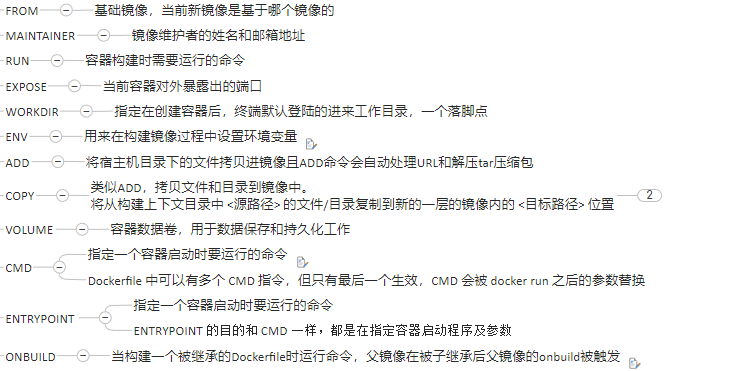 FROM 基础镜像，当前新镜像是基于哪个镜像的
MAINTAINER 镜像维护者的姓名和邮箱地址
RUN 容器构建时需要运行的命令
EXPOSE 当前容器对外暴露出的端口
WORKDIR 指定在创建容器后，终端默认登陆的进来工作目录，一个落脚点
ENV 用来在构建镜像过程中设置环境变量
ADD 将宿主机目录下的文件拷贝进镜像且ADD命令会自动处理URL和解压tar压缩包
COPY 类似ADD，拷贝文件和目录到镜像中。
将从构建上下文目录中 <源路径> 的文件/目录复制到新的一层的镜像内的 <目标路径> 位置 2
VOLUME 容器数据卷，用于数据保存和持久化工作
CMD 指定一个容器启动时要运行的命令
Dockerfile 中可以有多个 CMD 指令，但只有最后一个生效，CMD 会被 docker run 之后的参数替换
ENTRYPOINT 指定一个容器启动时要运行的命令
ENTRYPOINT 的目的和 CMD 一样，都是在指定容器启动程序及参数
ONBUILD 当构建一个被继承的Dockerfile时运行命令，父镜像在被子继承后父镜像的onbuild被触发